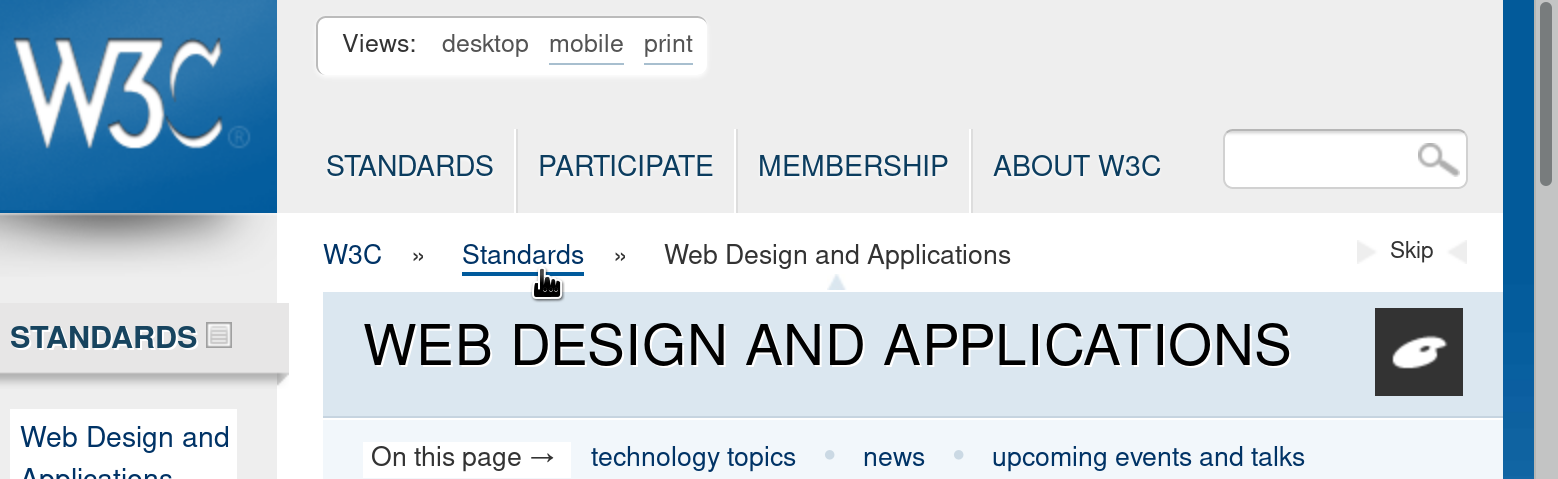 W3C®
Views: desktop mobile print
STANDARDS PARTICIPATE MEMBERSHIP ABOUT W3C
W3C » Standards » Web Design and Applications Skip
STANDARDS
WEB DESIGN AND APPLICATIONS
Web Design and
Applications
On this page → technology topics • news • upcoming events and talks